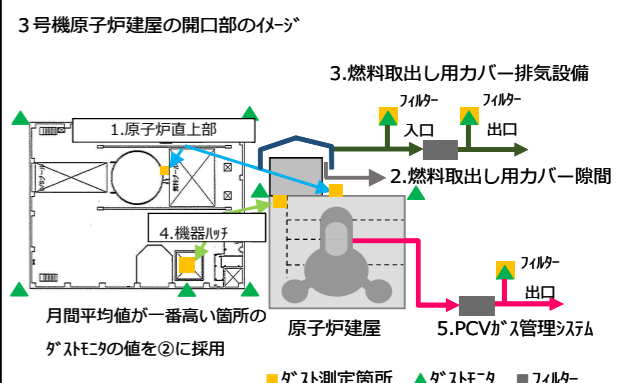 3号機原子炉建屋の開口部のｲﾒｰｼﾞ
3.燃料取出し用カバー排気設備
ﾌｨﾙﾀｰ
ﾌｨﾙﾀｰ
入口
出口
1.原子炉直上部
2.燃料取出し用カバー隙間
4.機器ﾊｯﾁ
ﾌｨﾙﾀｰ
出口
月間平均値が一番高い箇所の
ﾀﾞｽﾄﾓﾆﾀの値を②に採用
原子炉建屋
5.PCVｶﾞｽ管理ｼｽﾃﾑ
ﾀﾞｽﾄ測定箇所
ﾀﾞｽﾄﾓﾆﾀ
ﾌｨﾙﾀｰ